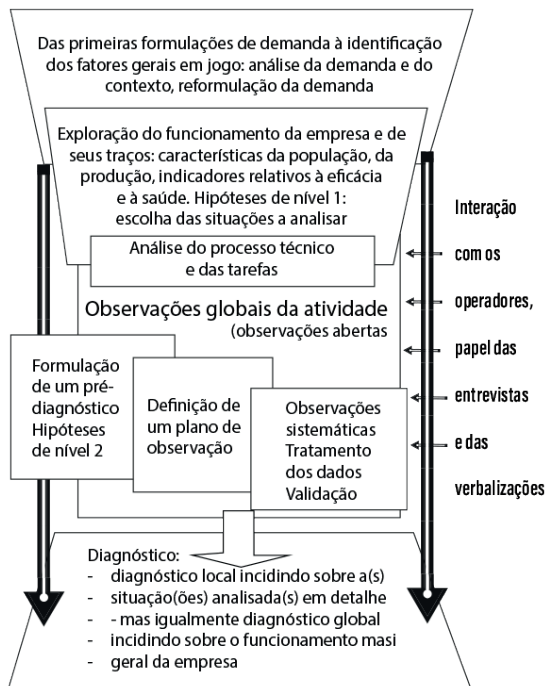 Das primeiras formulações de demanda à identificação
dos fatores gerais em jogo: análise da demanda e do
contexto, reformulação da demanda
Exploração do funcionamento da empresa e de
seus traços: características da população, da
produção, indicadores relativos à eficácia
e à saúde. Hipóteses de nível 1:
escolha das situações a analisar
Análise do processo técnico
e das tarefas
Observações globais da atividade
(observações abertas
Formulação
de um pré-
diagnóstico
Hipóteses
de nível 2
Definição de
um plano de
observação
Observações
sistemáticas
Tratamento
dos dados
Validação
Interação
com os
operadores,
papel das
entrevistas
e das
verbalizações
Diagnóstico:
- diagnóstico local incidindo sobre a(s)
- situação(ões) analisada(s) em detalhe
- - mas igualmente diagnóstico global
- incidindo sobre o funcionamento masi
- geral da empresa